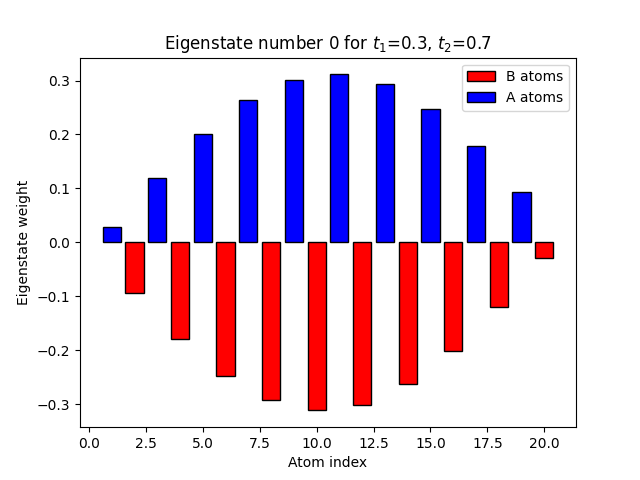 Eigenstate number 0 for $t_1$=0.3, $t_2$=0.7
B atoms
A atoms
0.3
0.2
0.1
0.0
−0.1
−0.2
−0.3
Eigenstate weight
0.0 2.5 5.0 7.5 10.0 12.5 15.0 17.5 20.0
Atom index